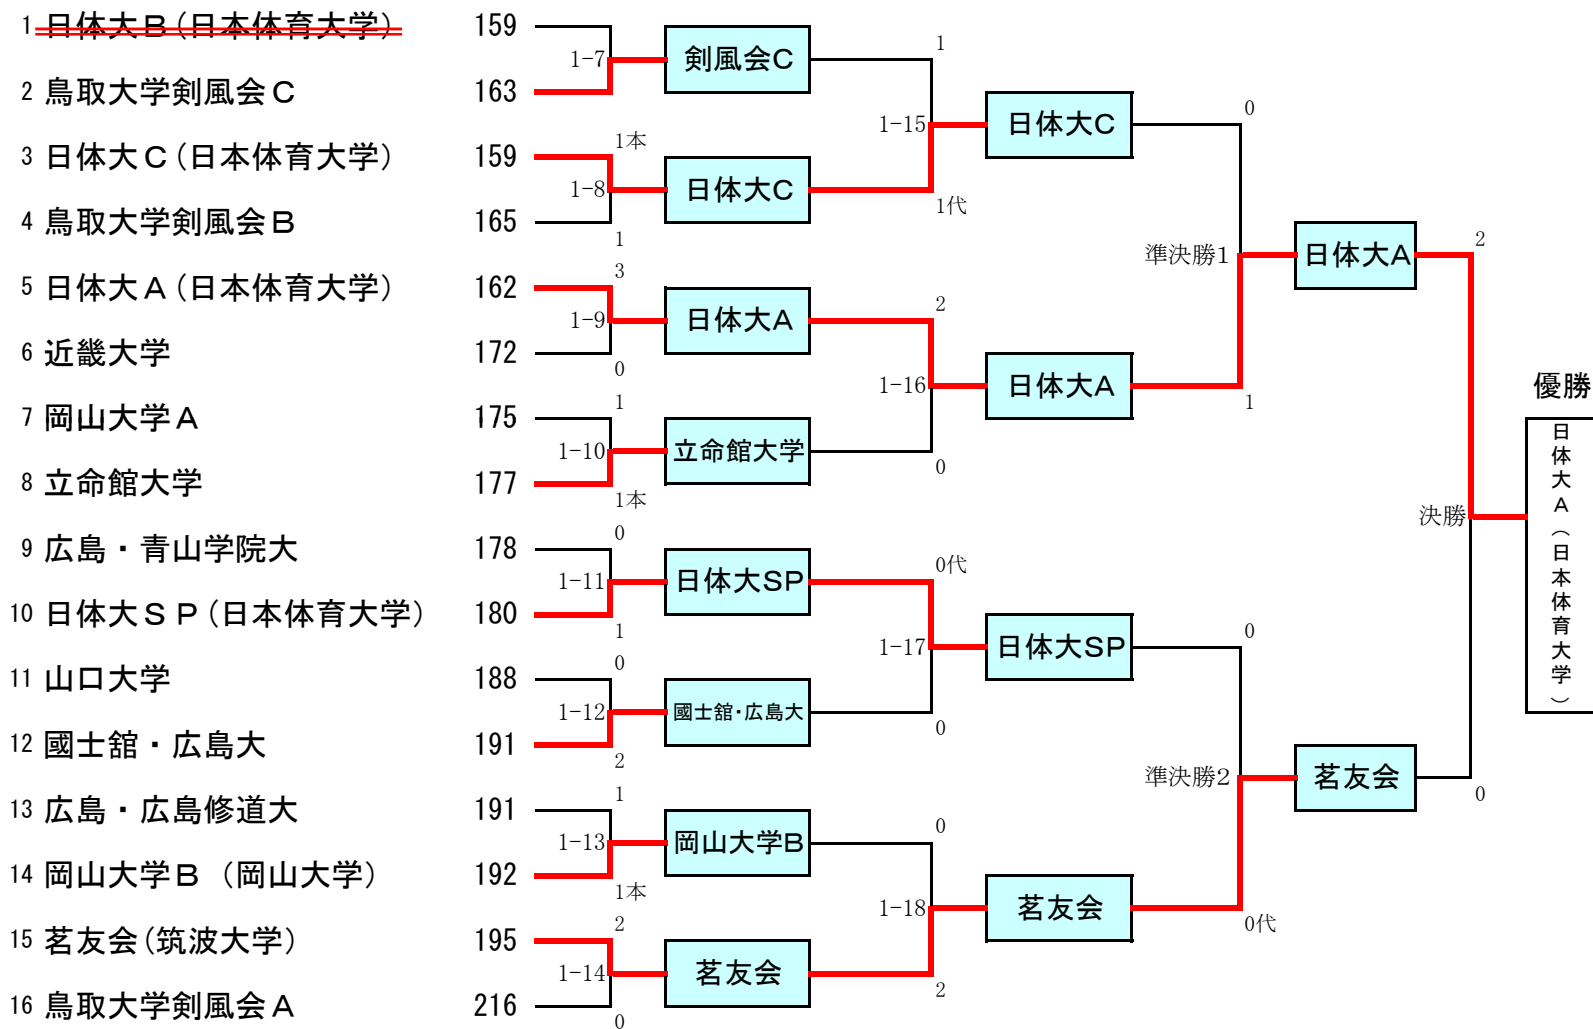 1 日体大B(日本体育大学) 159
2 鳥取大学剣風会C 163
3 日体大C(日本体育大学) 159
4 鳥取大学剣風会B 165
5 日体大A(日本体育大学) 162
6 近畿大学 172
7 岡山大学A 175
8 立命館大学 177
9 広島・青山学院大 178
10 日体大SP(日本体育大学) 180
11 山口大学 188
12 國士舘・広島大 191
13 広島・広島修道大 191
14 岡山大学B (岡山大学) 192
15 茗友会(筑波大学) 195
16 鳥取大学剣風会A 216
1-7
1本
1-8
1
3
1-9
0
1
1-10
1本
0
1-11
1
0
1-12
2
1
1-13
1本
2
1-14
0
剣風会C
日体大C
日体大A
立命館大学
日体大SP
國士舘・広島大
岡山大学B
茗友会
1
1-15
1代
2
1-16
0
0代
1-17
0
0
1-18
2
日体大C
日体大A
日体大SP
茗友会
0
準決勝1
1
0
準決勝2
0代
日体大A
茗友会
2
決勝
0
優勝
日体大A(日本体育大学)